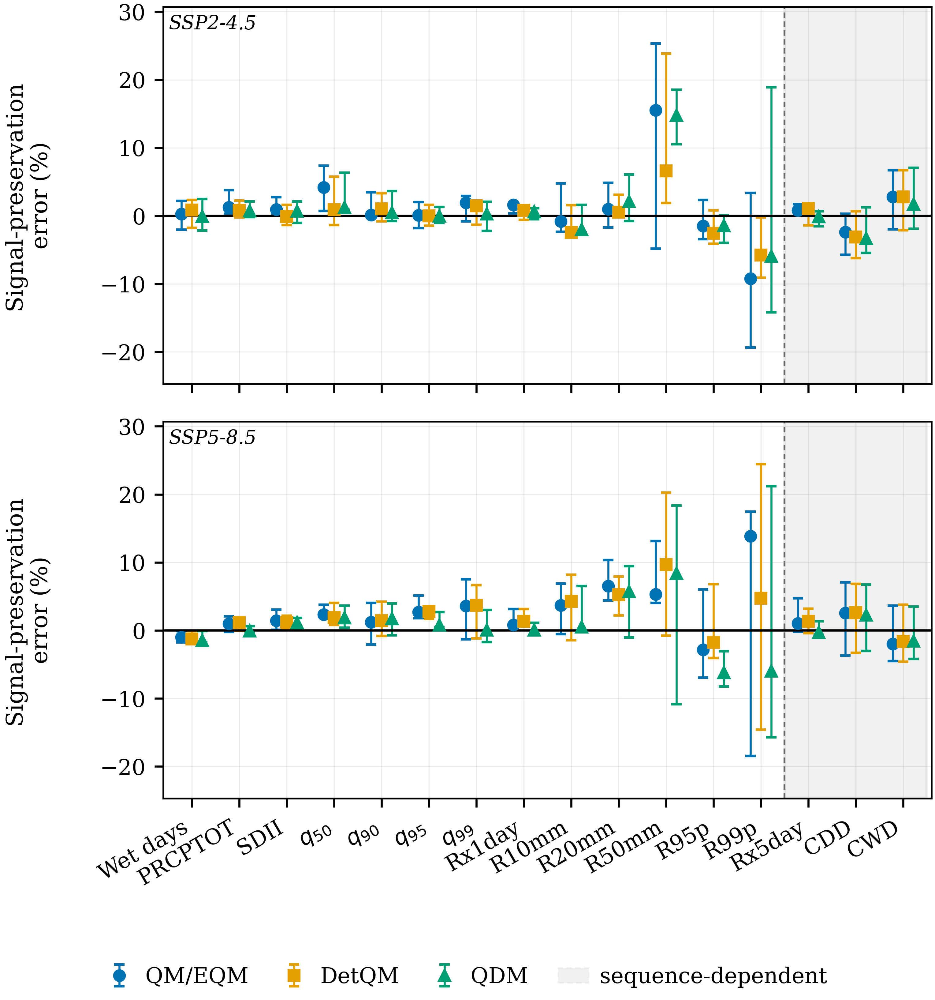 SSP2-4.5
Signal-preservation
error (%)
30
20
10
0
−10
−20
SSP5-8.5
Signal-preservation
error (%)
30
20
10
0
−10
−20
Wet days
PRCPTOT
SDII
q50
q90
q95
q99
Rx1day
R10mm
R20mm
R50mm
R95p
R99p
Rx5day
CDD
CWD
QM/EQM
DetQM
QDM
sequence-dependent